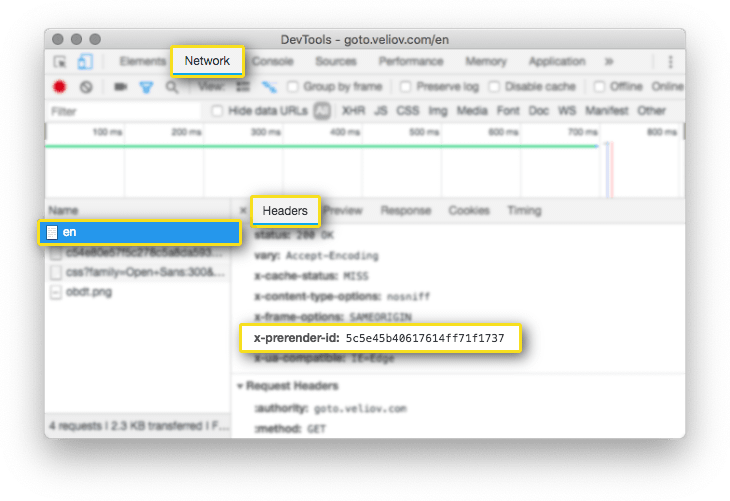 DevTools - goto.veliov.com/en
Elements Network Console Sources Performance Memory Application »
View: Group by frame Preserve log Disable cache Offline Online
Filter Hide data URLs All XHR JS CSS Img Media Font Doc WS Manifest Other
100 ms 200 ms 300 ms 400 ms 500 ms 600 ms 700 ms 800 ms
Name × Headers Preview Response Cookies Timing
en
status: 200 OK
vary: Accept-Encoding
c54e80e57f5c278c5a8da593...
x-cache-status: MISS
css?family=Open+Sans:300&...
x-content-type-options: nosniff
obdt.png
x-frame-options: SAMEORIGIN
x-prerender-id: 5c5e45b40617614ff71f1737
x-ua-compatible: IE=Edge
Request Headers
:authority: goto.veliov.com
4 requests | 2.3 KB transferred | F...
:method: GET